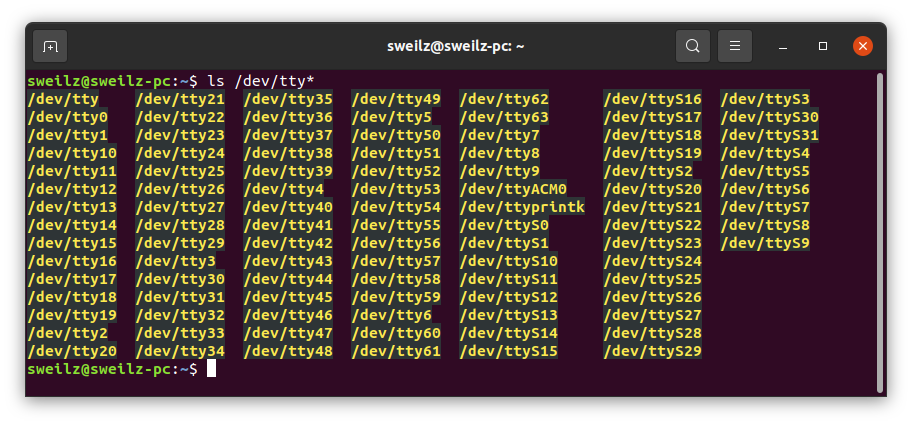 sweilz@sweilz-pc: ~
sweilz@sweilz-pc:~$ ls /dev/tty*
/dev/tty /dev/tty21 /dev/tty35 /dev/tty49 /dev/tty62 /dev/ttyS16 /dev/ttyS3
/dev/tty0 /dev/tty22 /dev/tty36 /dev/tty5 /dev/tty63 /dev/ttyS17 /dev/ttyS30
/dev/tty1 /dev/tty23 /dev/tty37 /dev/tty50 /dev/tty7 /dev/ttyS18 /dev/ttyS31
/dev/tty10 /dev/tty24 /dev/tty38 /dev/tty51 /dev/tty8 /dev/ttyS19 /dev/ttyS4
/dev/tty11 /dev/tty25 /dev/tty39 /dev/tty52 /dev/tty9 /dev/ttyS2 /dev/ttyS5
/dev/tty12 /dev/tty26 /dev/tty4 /dev/tty53 /dev/ttyACM0 /dev/ttyS20 /dev/ttyS6
/dev/tty13 /dev/tty27 /dev/tty40 /dev/tty54 /dev/ttyprintk /dev/ttyS21 /dev/ttyS7
/dev/tty14 /dev/tty28 /dev/tty41 /dev/tty55 /dev/ttyS0 /dev/ttyS22 /dev/ttyS8
/dev/tty15 /dev/tty29 /dev/tty42 /dev/tty56 /dev/ttyS1 /dev/ttyS23 /dev/ttyS9
/dev/tty16 /dev/tty3 /dev/tty43 /dev/tty57 /dev/ttyS10 /dev/ttyS24
/dev/tty17 /dev/tty30 /dev/tty44 /dev/tty58 /dev/ttyS11 /dev/ttyS25
/dev/tty18 /dev/tty31 /dev/tty45 /dev/tty59 /dev/ttyS12 /dev/ttyS26
/dev/tty19 /dev/tty32 /dev/tty46 /dev/tty6 /dev/ttyS13 /dev/ttyS27
/dev/tty2 /dev/tty33 /dev/tty47 /dev/tty60 /dev/ttyS14 /dev/ttyS28
/dev/tty20 /dev/tty34 /dev/tty48 /dev/tty61 /dev/ttyS15 /dev/ttyS29
sweilz@sweilz-pc:~$